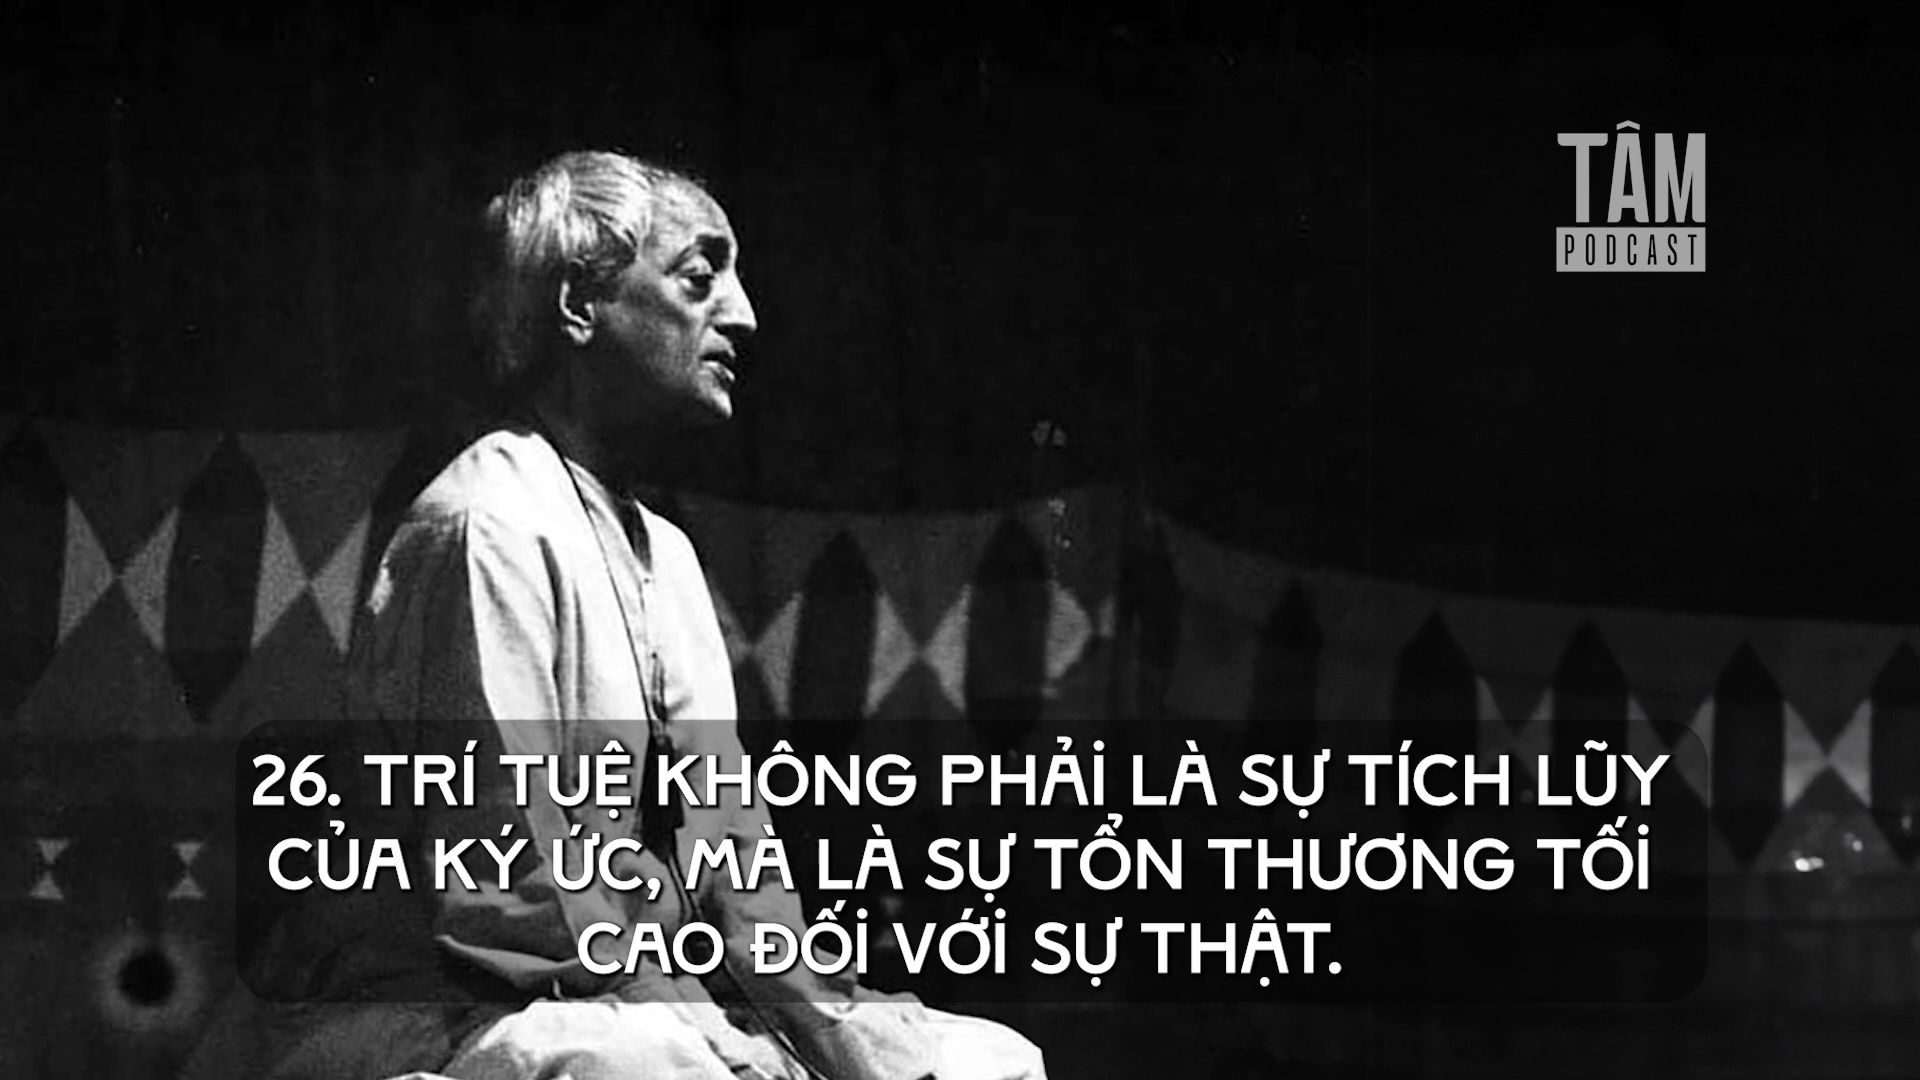 TÂM
PODCAST
26. TRÍ TUỆ KHÔNG PHẢI LÀ SỰ TÍCH LŨY
CỦA KÝ ỨC, MÀ LÀ SỰ TỔN THƯƠNG TỐI
CAO ĐỐI VỚI SỰ THẬT.